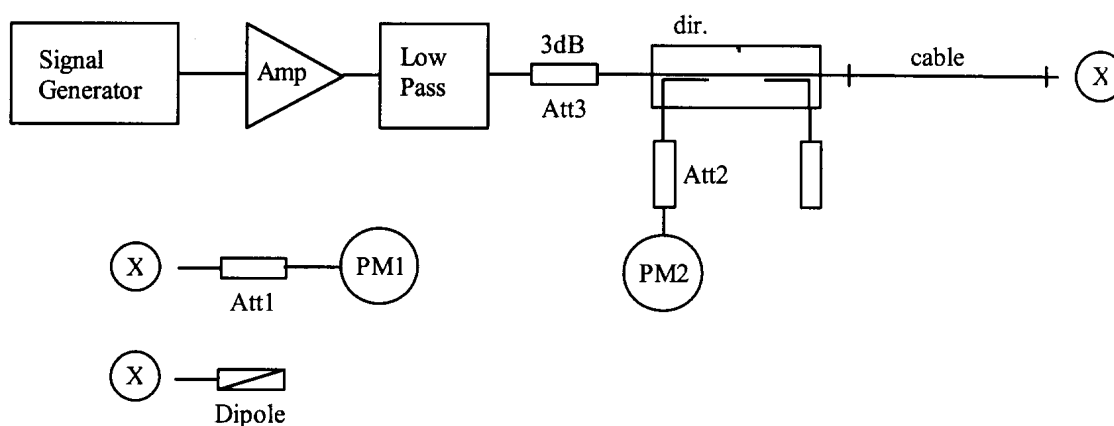 Signal
Generator
Amp
Low
Pass
3dB
Att3
dir.
cable
X
Att2
PM2
X
Att1
PM1
X
Dipole